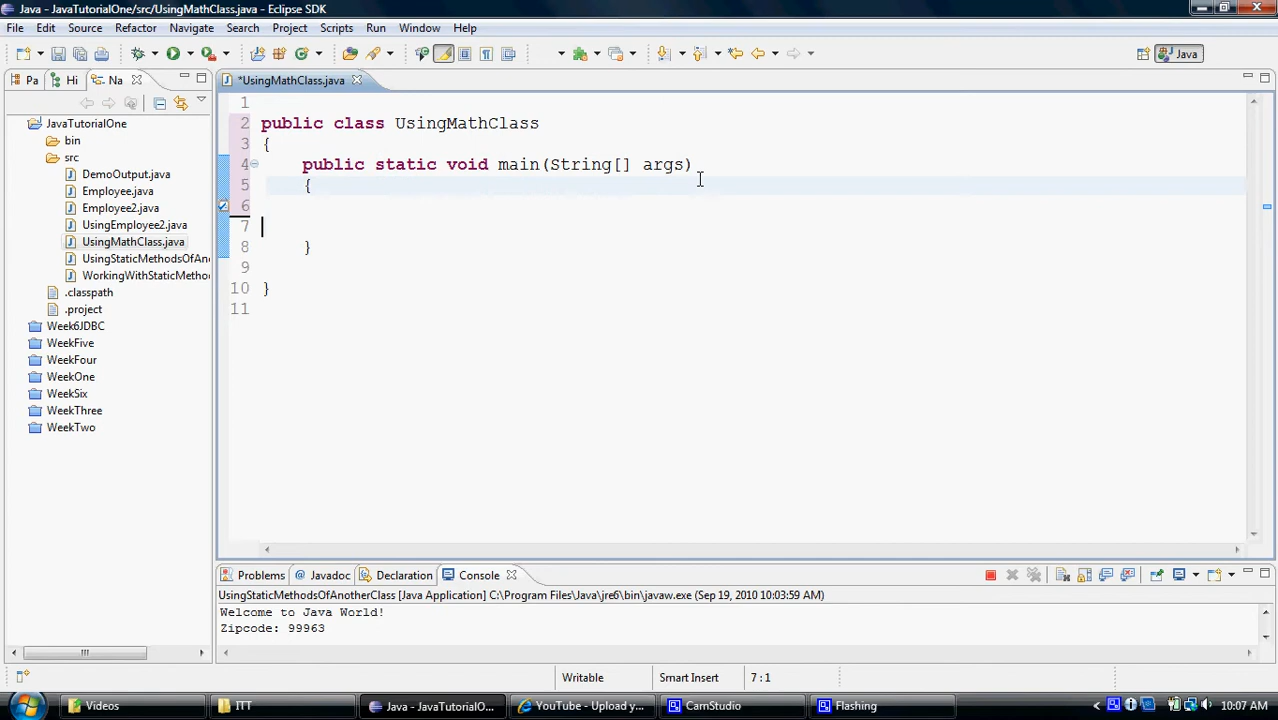 Java - JavaTutorialOne/src/UsingMathClass.java - Eclipse SDK
File Edit Source Refactor Navigate Search Project Scripts Run Window Help
Java
Pa Hi Na
*UsingMathClass.java
JavaTutorialOne
bin
src
DemoOutput.java
Employee.java
Employee2.java
UsingEmployee2.java
UsingMathClass.java
UsingStaticMethodsOfAn
WorkingWithStaticMetho
.classpath
.project
Week6JDBC
WeekFive
WeekFour
WeekOne
WeekSix
WeekThree
WeekTwo
1
2 public class UsingMathClass
3 {
4 public static void main(String[] args)
5 {
6
7
8 }
9
10 }
11
Problems @ Javadoc Declaration Console
UsingStaticMethodsOfAnotherClass [Java Application] C:\Program Files\Java\jre6\bin\javaw.exe (Sep 19, 2010 10:03:59 AM)
Welcome to Java World!
Zipcode: 99963
Writable Smart Insert 7 : 1
Videos ITT Java - JavaTutorialO... YouTube - Upload y... CamStudio Flashing 10:07 AM